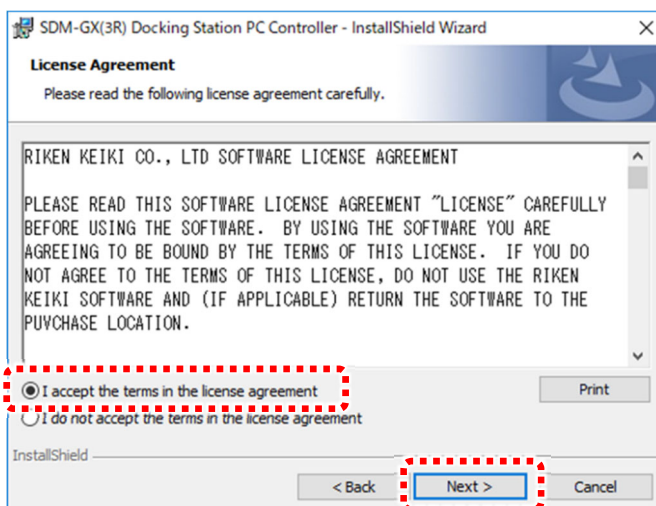 SDM-GX(3R) Docking Station PC Controller - InstallShield Wizard
License Agreement
Please read the following license agreement carefully.
RIKEN KEIKI CO., LTD SOFTWARE LICENSE AGREEMENT
PLEASE READ THIS SOFTWARE LICENSE AGREEMENT "LICENSE" CAREFULLY
BEFORE USING THE SOFTWARE.  BY USING THE SOFTWARE YOU ARE
AGREEING TO BE BOUND BY THE TERMS OF THIS LICENSE.  IF YOU DO
NOT AGREE TO THE TERMS OF THIS LICENSE, DO NOT USE THE RIKEN
KEIKI SOFTWARE AND (IF APPLICABLE) RETURN THE SOFTWARE TO THE
PUVCHASE LOCATION.
I accept the terms in the license agreement
Print
I do not accept the terms in the license agreement
InstallShield
< Back
Next >
Cancel